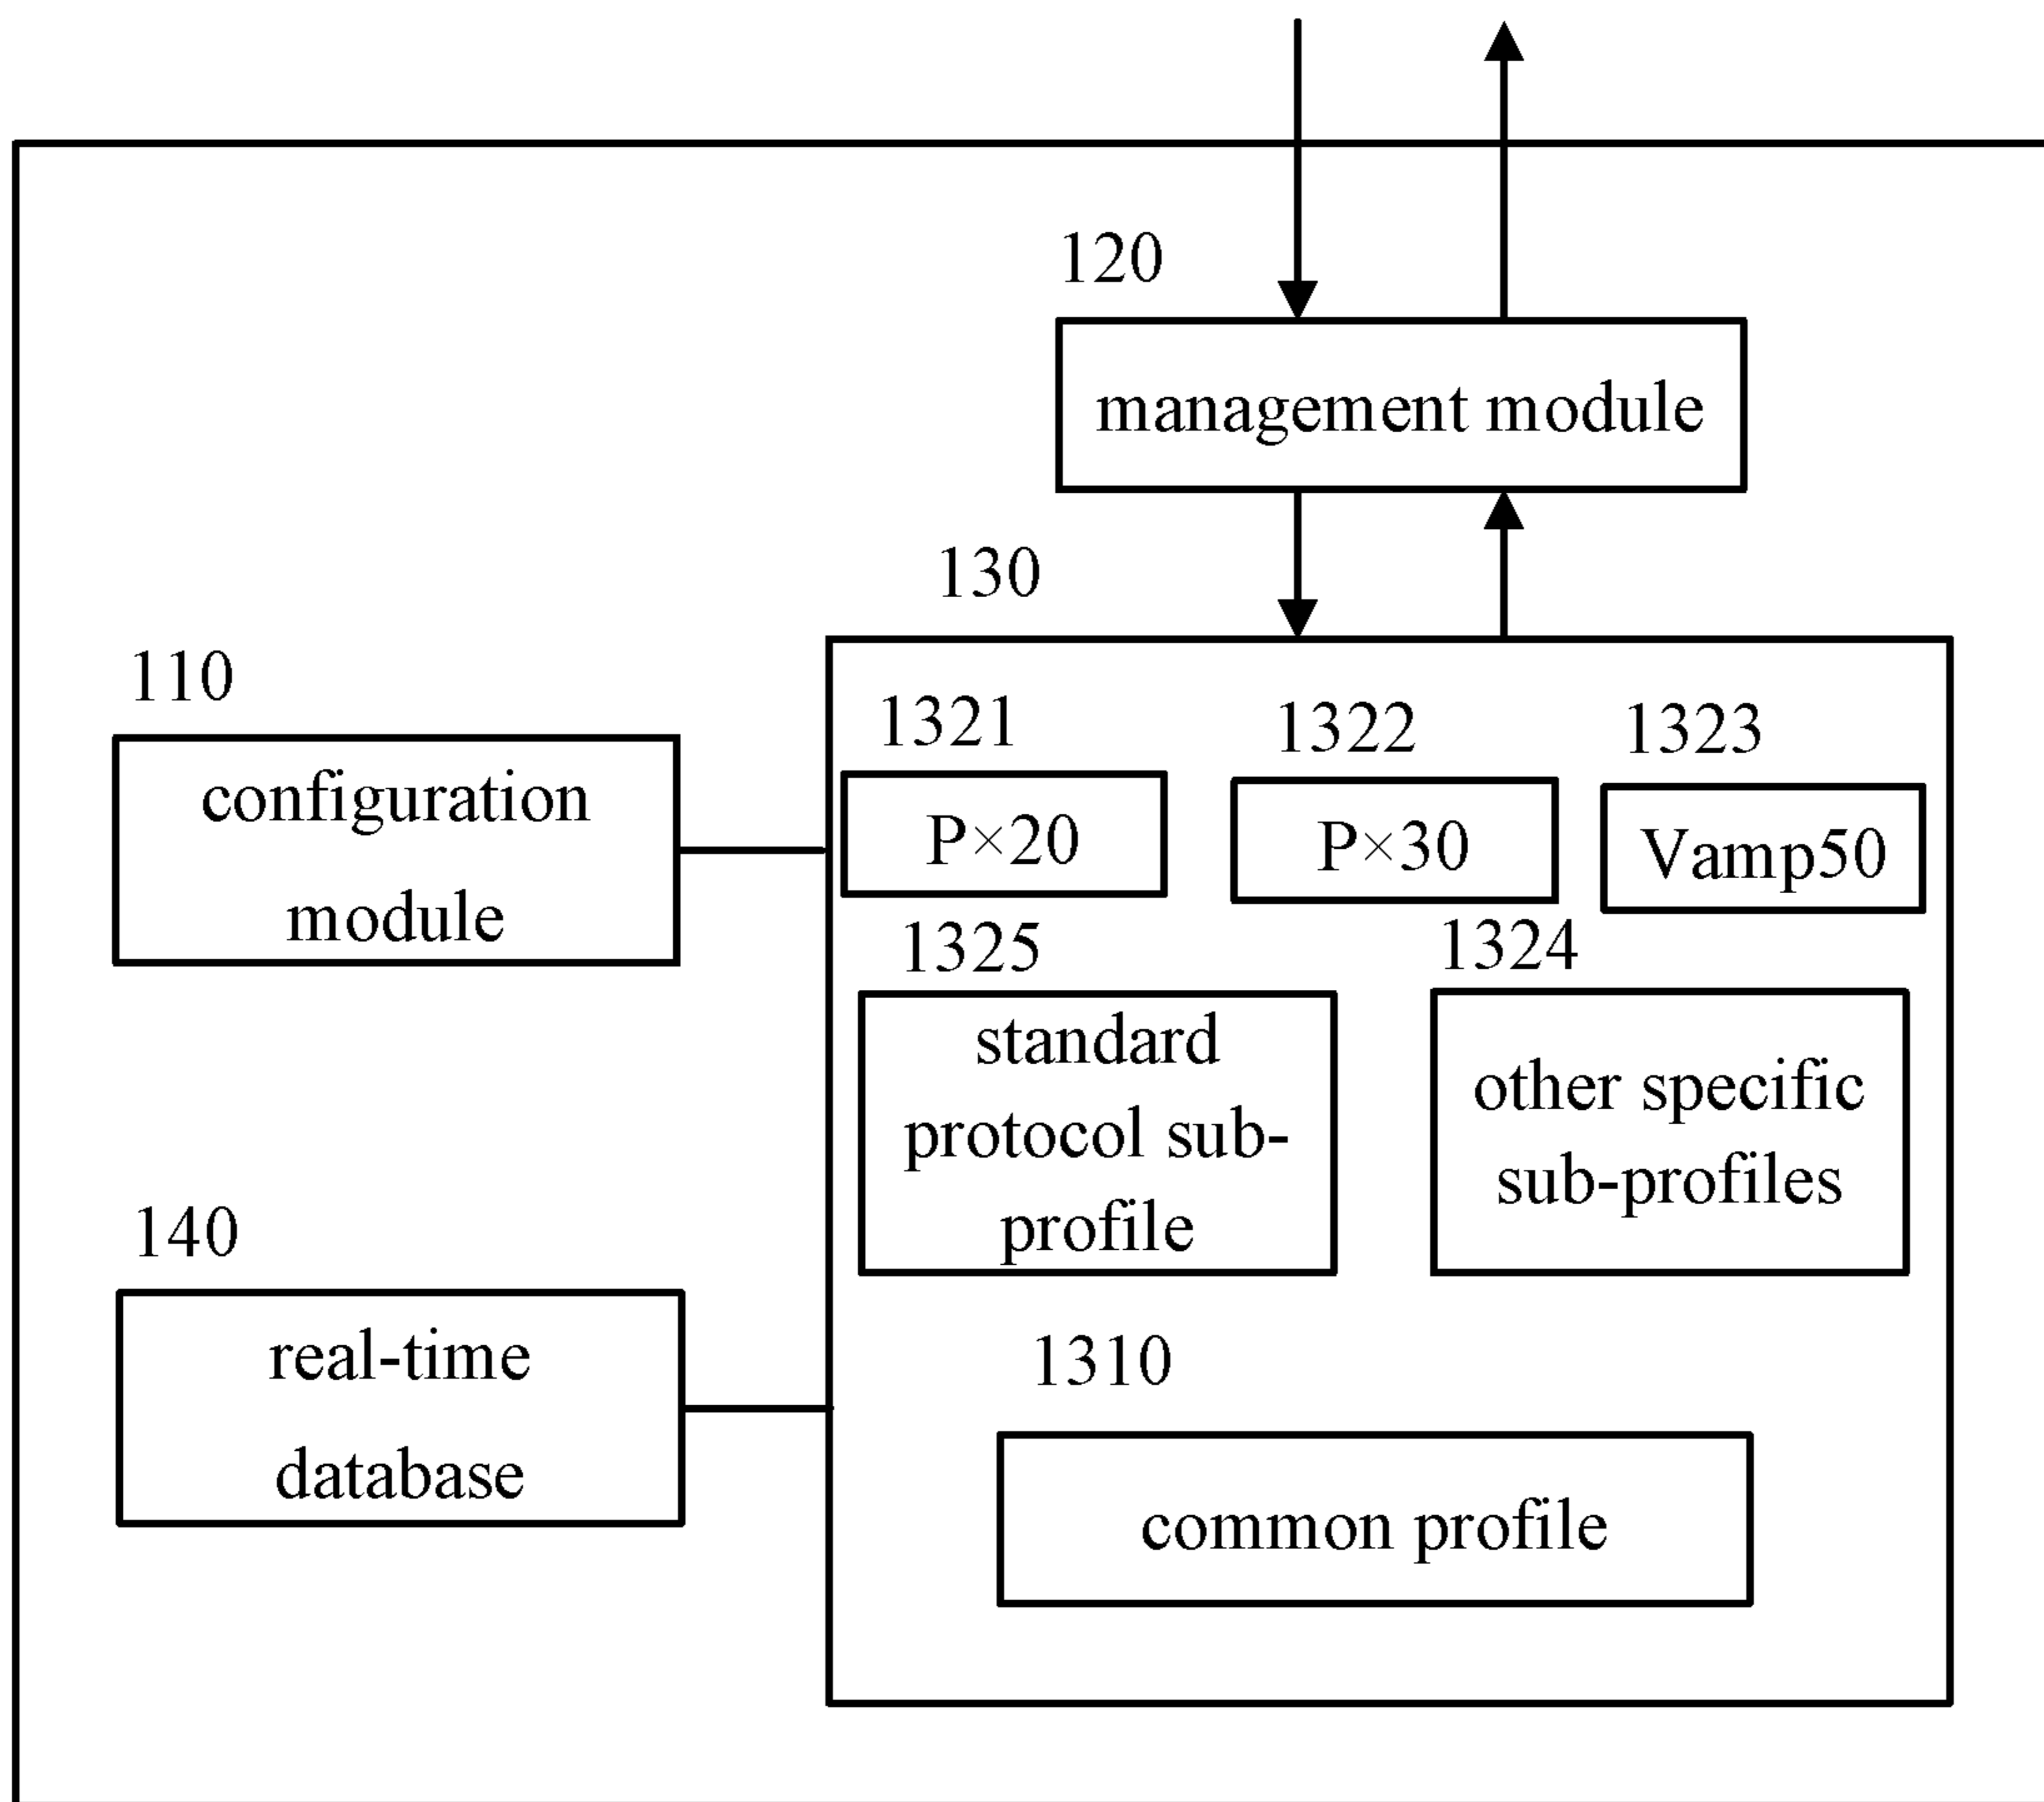 120
management module
130
110
configuration
module
1321
1322
1323
P×20
P×30
Vamp50
1325
1324
standard
protocol sub-
profile
other specific
sub-profiles
140
real-time
database
1310
common profile